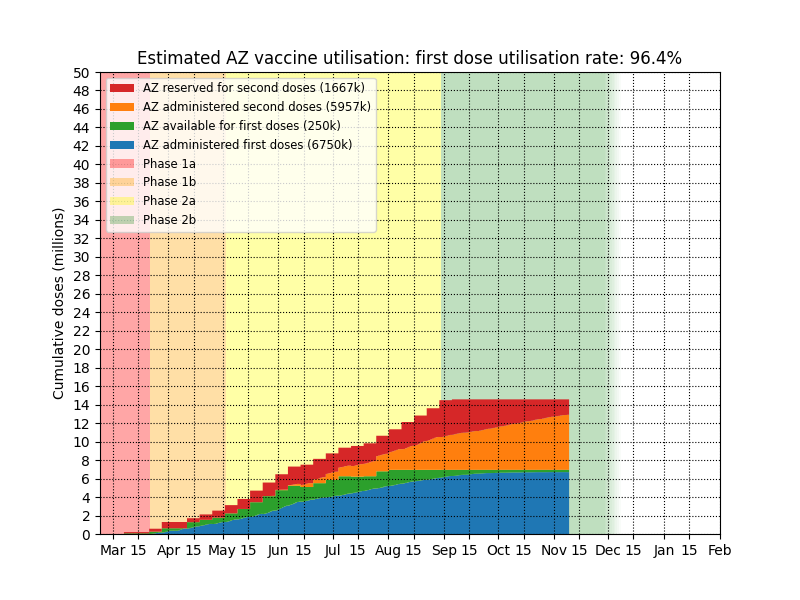 Estimated AZ vaccine utilisation: first dose utilisation rate: 96.4%
Cumulative doses (millions)
50
48
46
44
42
40
38
36
34
32
30
28
26
24
22
20
18
16
14
12
10
8
6
4
2
0
AZ reserved for second doses (1667k)
AZ administered second doses (5957k)
AZ available for first doses (250k)
AZ administered first doses (6750k)
Phase 1a
Phase 1b
Phase 2a
Phase 2b
Mar 15 Apr 15 May 15 Jun 15 Jul 15 Aug 15 Sep 15 Oct 15 Nov 15 Dec 15 Jan 15 Feb